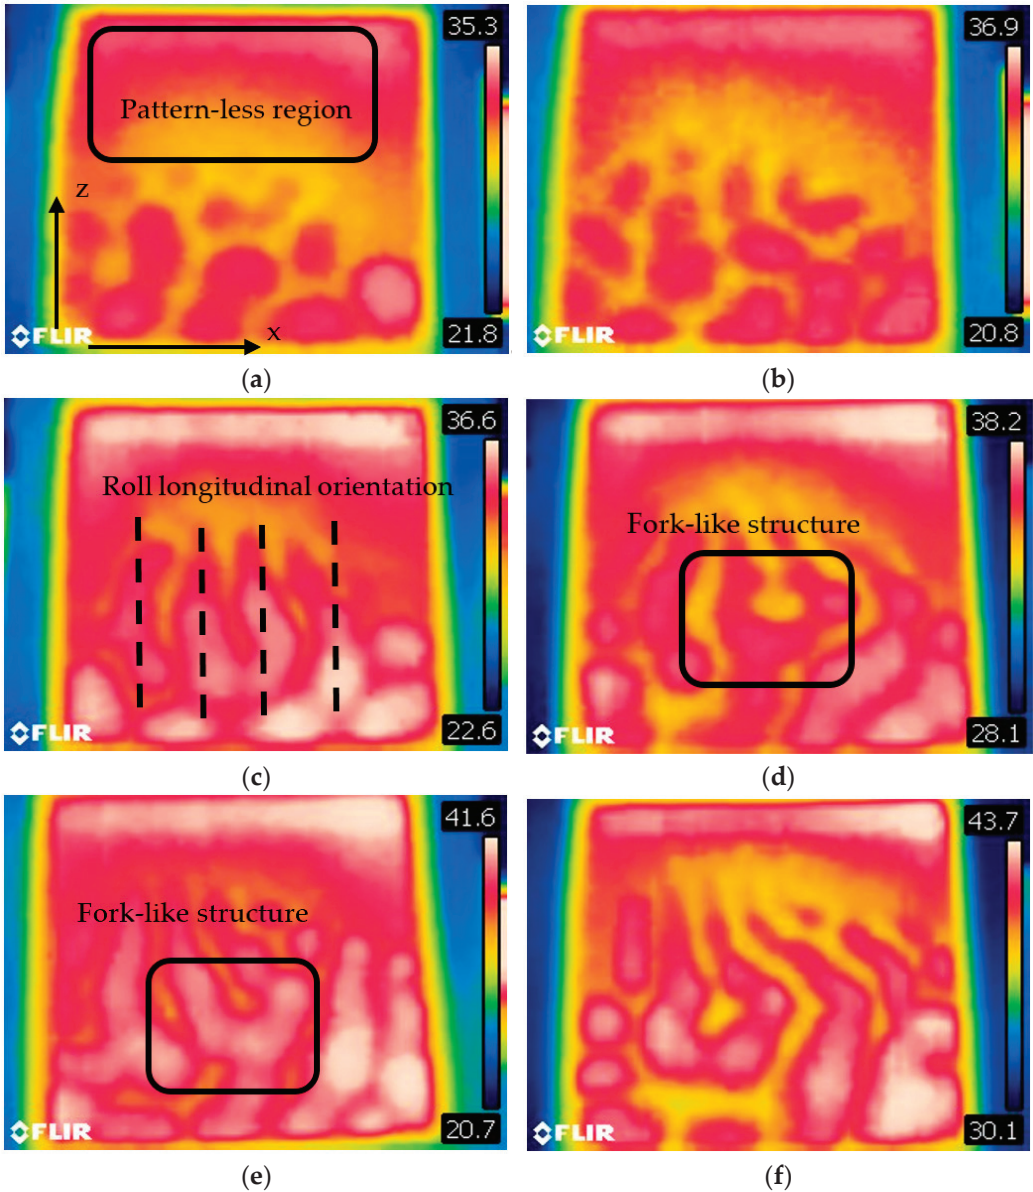 35.3
Pattern-less region
z
x
FLIR
21.8
(a)
36.9
FLIR
20.8
(b)
36.6
Roll longitudinal orientation
FLIR
22.6
(c)
38.2
Fork-like structure
FLIR
28.1
(d)
41.6
Fork-like structure
FLIR
20.7
(e)
43.7
FLIR
30.1
(f)